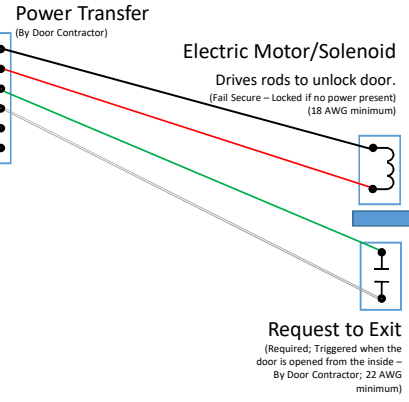 Power Transfer
(By Door Contractor)
Electric Motor/Solenoid
Drives rods to unlock door.
(Fail Secure – Locked if no power present)
(18 AWG minimum)
Request to Exit
(Required; Triggered when the
door is opened from the inside –
By Door Contractor; 22 AWG
minimum)